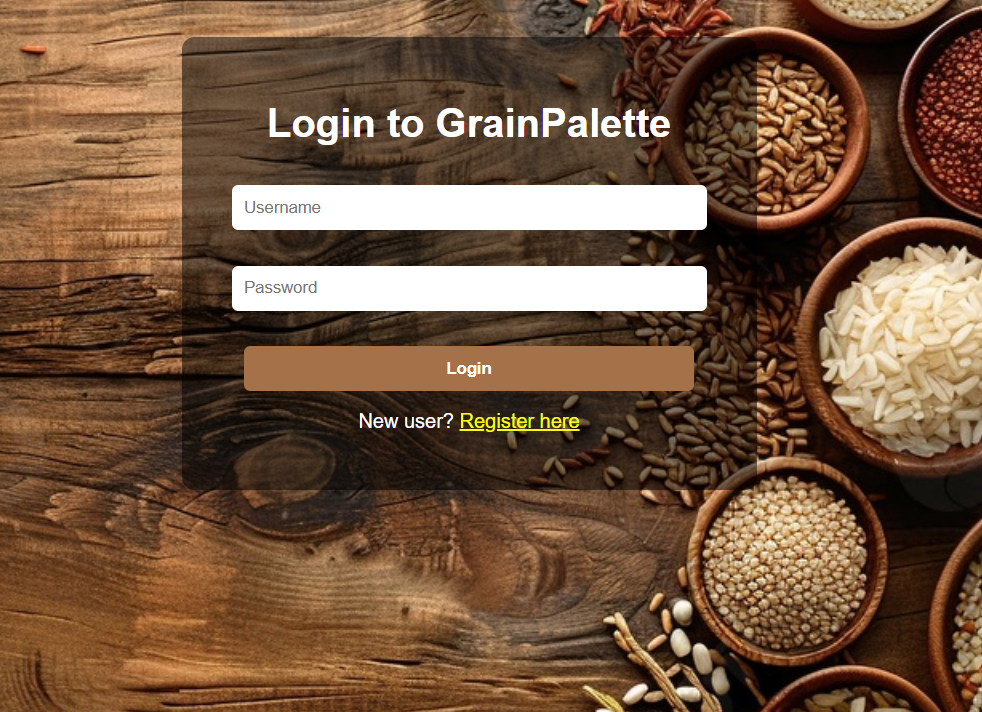 Login to GrainPalette
Username
Password
Login
New user? Register here